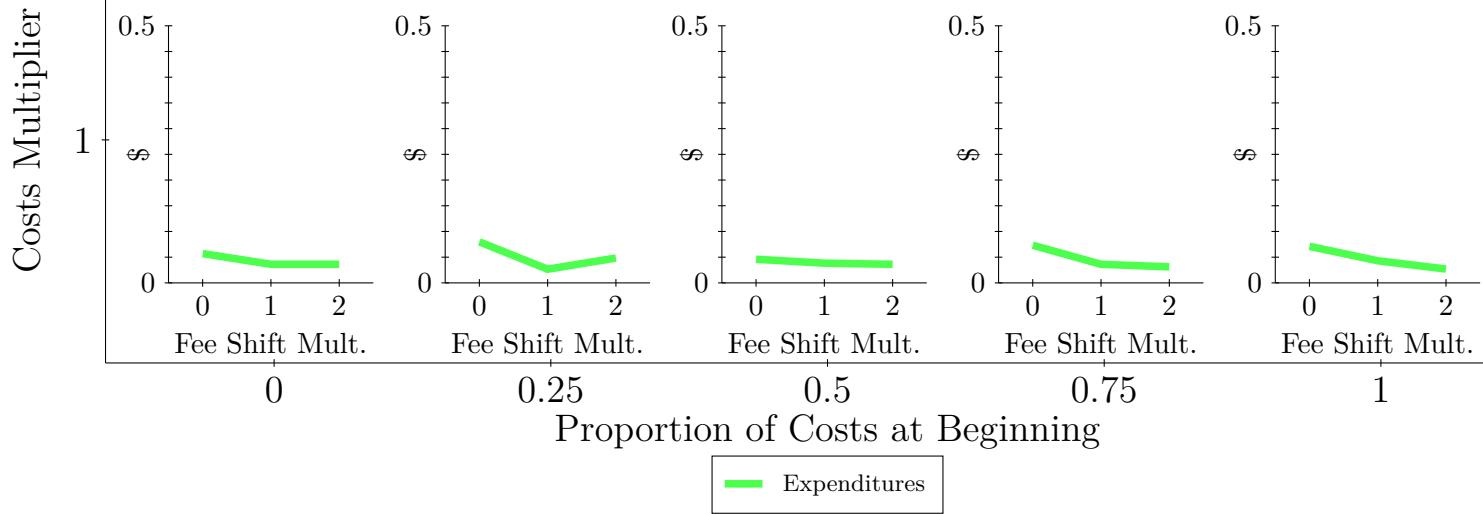 Costs Multiplier
1
0.5
$
0
0 1 2
Fee Shift Mult.
0.5
$
0
0 1 2
Fee Shift Mult.
0.5
$
0
0 1 2
Fee Shift Mult.
0.5
$
0
0 1 2
Fee Shift Mult.
0.5
$
0
0 1 2
Fee Shift Mult.
0 0.25 0.5 0.75 1
Proportion of Costs at Beginning
Expenditures